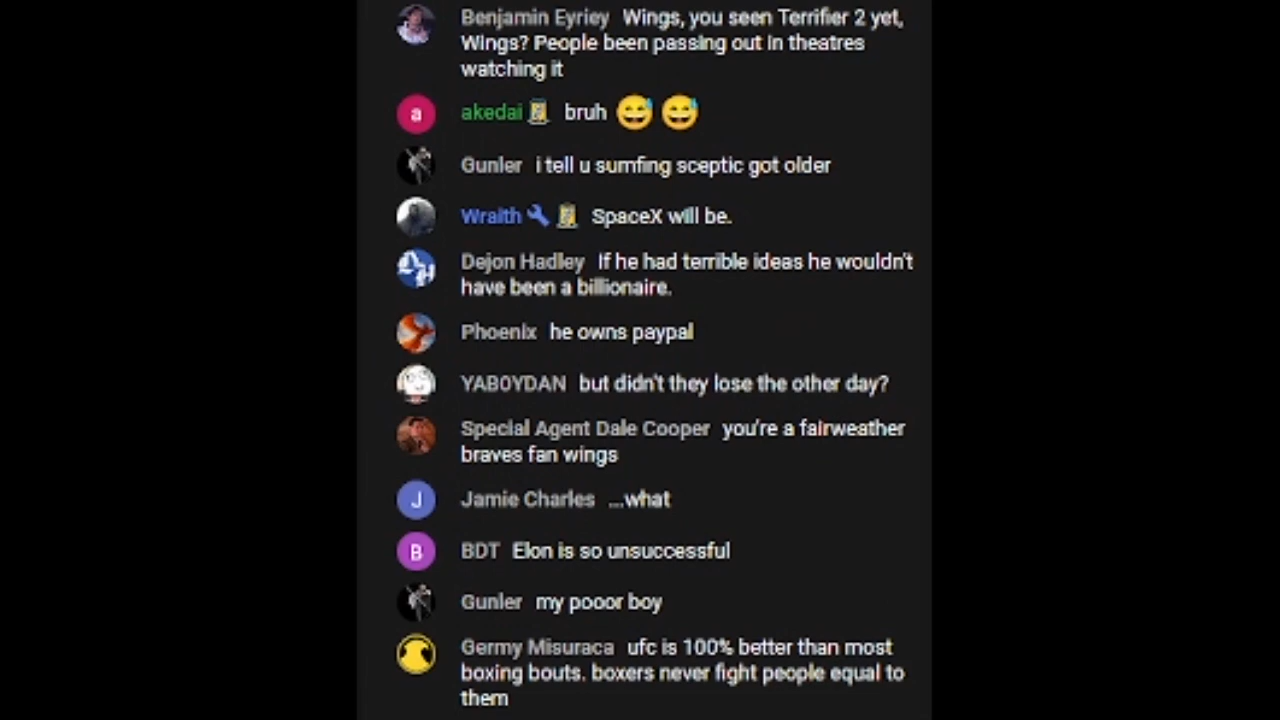 Benjamin Eyriey Wings, you seen Terrifier 2 yet,
Wings? People been passing out in theatres
watching it
a
akedai bruh 😅 😅
Gunler i tell u sumfing sceptic got older
Wraith SpaceX will be.
Dejon Hadley If he had terrible ideas he wouldn't
have been a billionaire.
Phoenix he owns paypal
YAB0YDAN but didn't they lose the other day?
Special Agent Dale Cooper you're a fairweather
braves fan wings
J
Jamie Charles ...what
B
BDT Elon is so unsuccessful
Gunler my pooor boy
Germy Misuraca ufc is 100% better than most
boxing bouts. boxers never fight people equal to
them